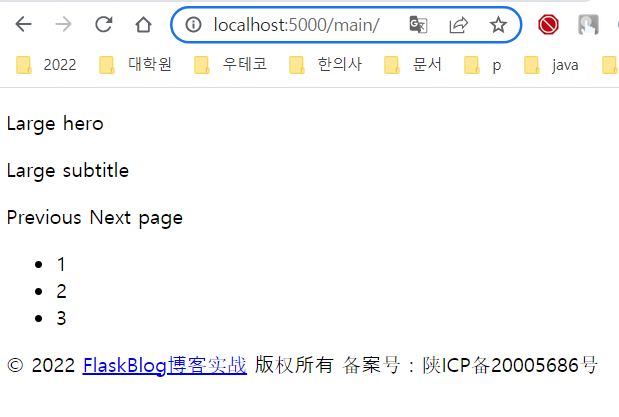 localhost:5000/main/
2022 대학원 우테코 한의사 문서 p java
Large hero
Large subtitle
Previous Next page
1
2
3
© 2022 FlaskBlog博客实战 版权所有 备案号：陕ICP备20005686号